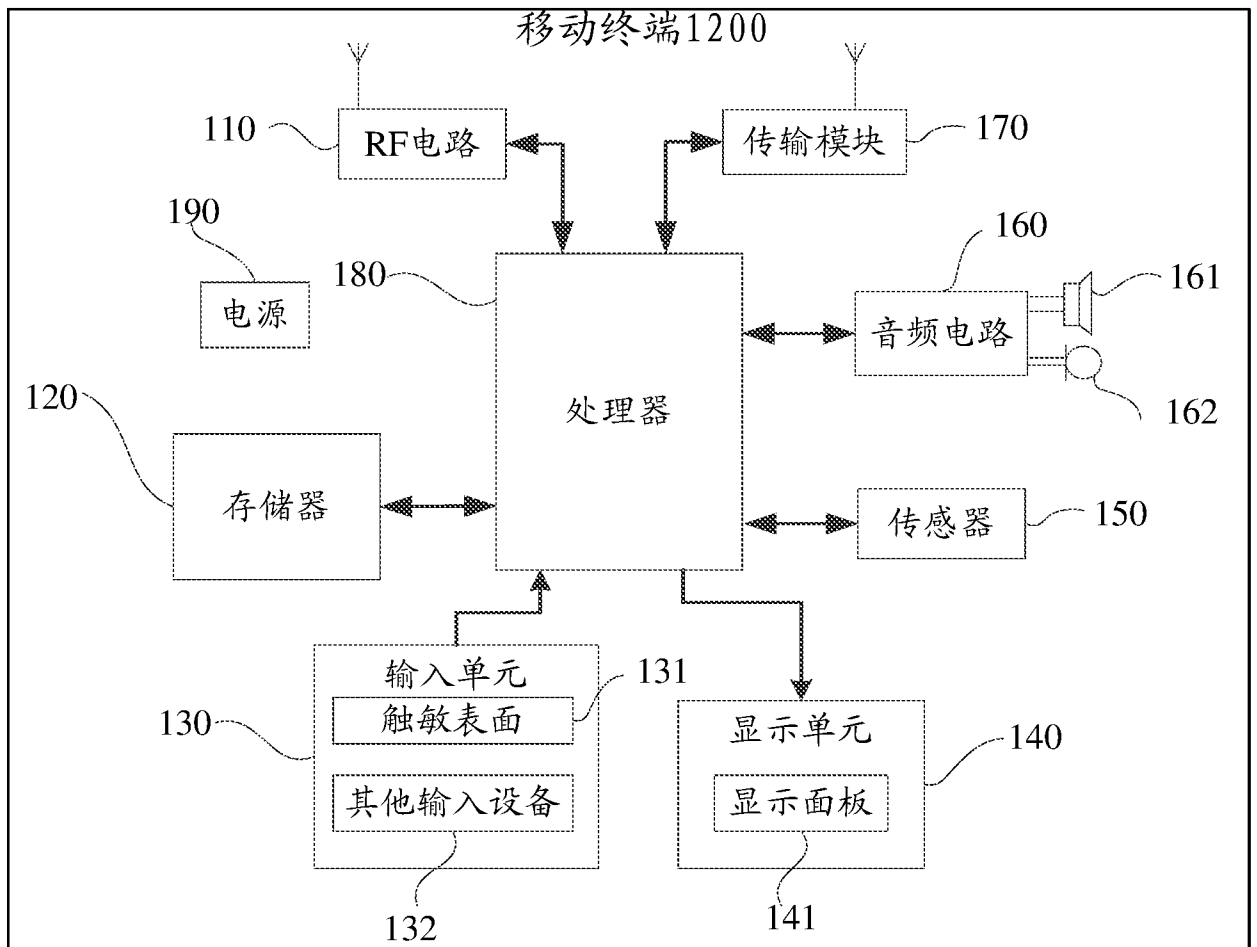 移动终端1200
110
RF电路
传输模块
170
190
电源
180
160
161
音频电路
162
处理器
120
存储器
传感器
150
输入单元
131
130
触敏表面
其他输入设备
132
显示单元
140
显示面板
141